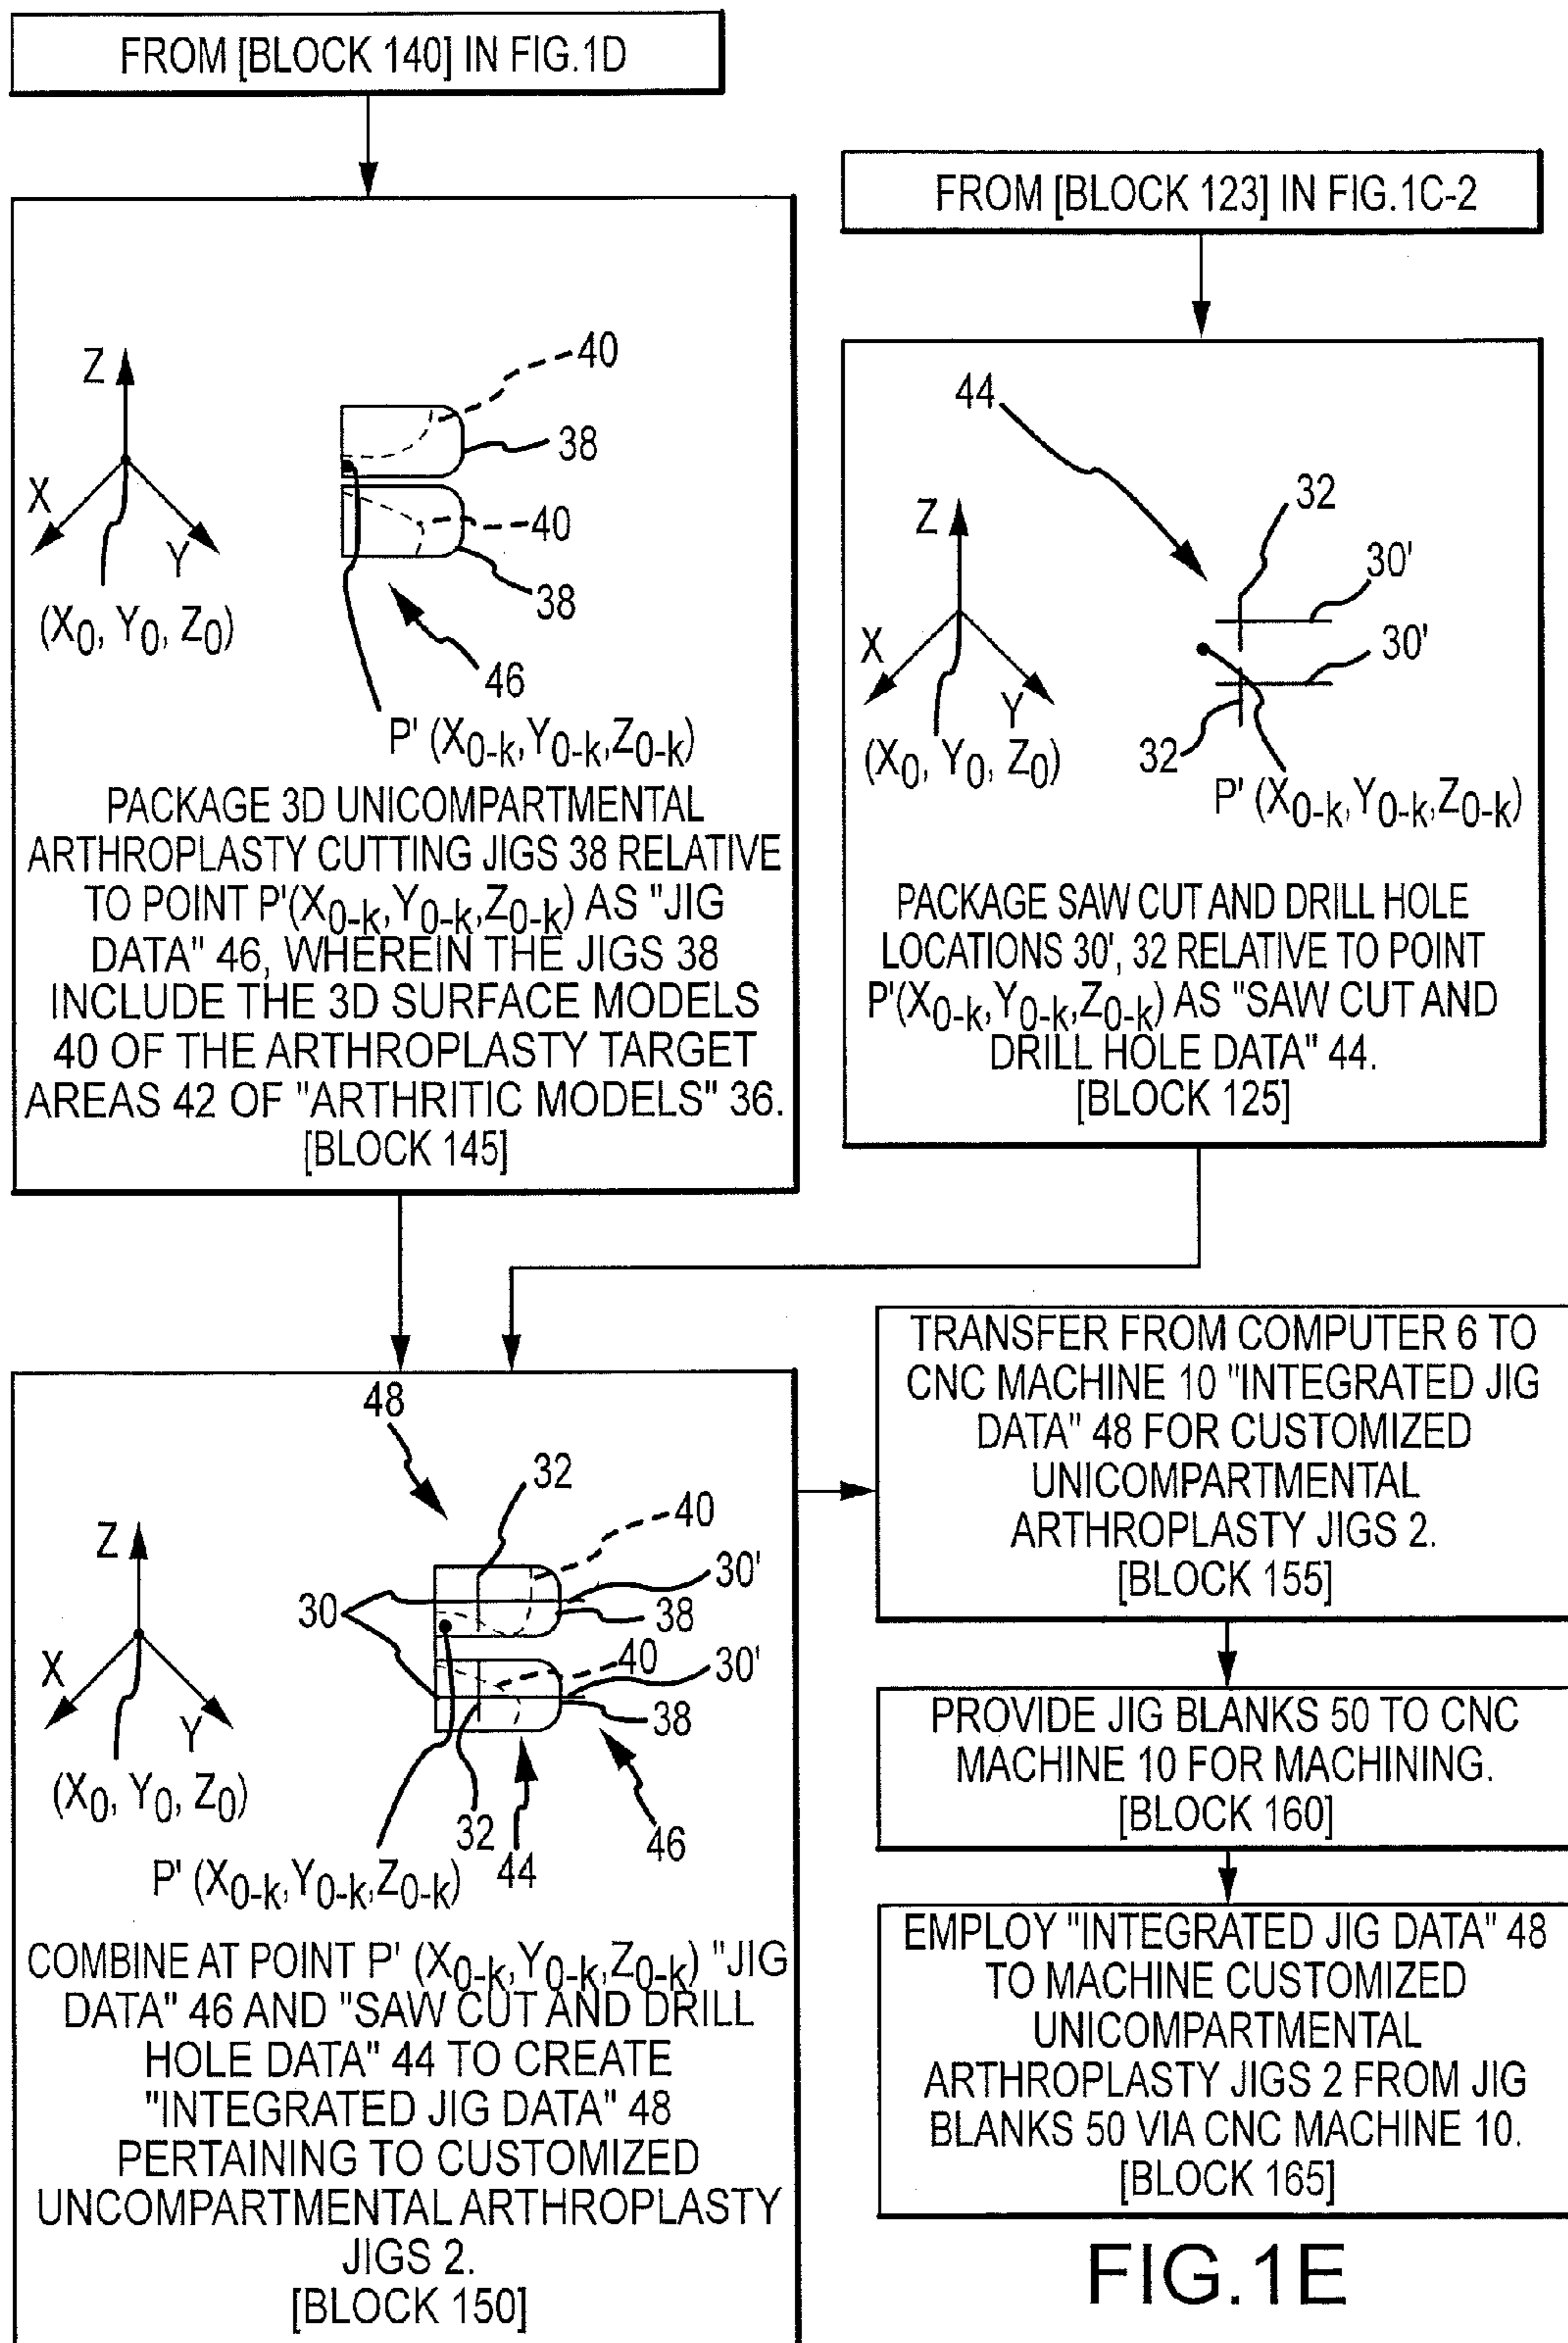 FROM [BLOCK 140] IN FIG.1D
Z
X
Y
(X0, Y0, Z0)
40
38
40
38
46
P' (X0-k,Y0-k,Z0-k)
PACKAGE 3D UNICOMPARTMENTAL
ARTHROPLASTY CUTTING JIGS 38 RELATIVE
TO POINT P'(X0-k,Y0-k,Z0-k) AS "JIG
DATA" 46, WHEREIN THE JIGS 38
INCLUDE THE 3D SURFACE MODELS
40 OF THE ARTHROPLASTY TARGET
AREAS 42 OF "ARTHRITIC MODELS" 36.
[BLOCK 145]
FROM [BLOCK 123] IN FIG.1C-2
44
Z
X
Y
(X0, Y0, Z0)
32
30'
30'
32
P' (X0-k,Y0-k,Z0-k)
PACKAGE SAW CUT AND DRILL HOLE
LOCATIONS 30', 32 RELATIVE TO POINT
P'(X0-k,Y0-k,Z0-k) AS "SAW CUT AND
DRILL HOLE DATA" 44.
[BLOCK 125]
48
32
40
Z
30'
30
38
X
Y
40
30'
38
(X0, Y0, Z0)
32
44
46
P' (X0-k,Y0-k,Z0-k)
COMBINE AT POINT P' (X0-k,Y0-k,Z0-k) "JIG
DATA" 46 AND "SAW CUT AND DRILL
HOLE DATA" 44 TO CREATE
"INTEGRATED JIG DATA" 48
PERTAINING TO CUSTOMIZED
UNCOMPARTMENTAL ARTHROPLASTY
JIGS 2.
[BLOCK 150]
TRANSFER FROM COMPUTER 6 TO
CNC MACHINE 10 "INTEGRATED JIG
DATA" 48 FOR CUSTOMIZED
UNICOMPARTMENTAL
ARTHROPLASTY JIGS 2.
[BLOCK 155]
PROVIDE JIG BLANKS 50 TO CNC
MACHINE 10 FOR MACHINING.
[BLOCK 160]
EMPLOY "INTEGRATED JIG DATA" 48
TO MACHINE CUSTOMIZED
UNICOMPARTMENTAL
ARTHROPLASTY JIGS 2 FROM JIG
BLANKS 50 VIA CNC MACHINE 10.
[BLOCK 165]
FIG.1E